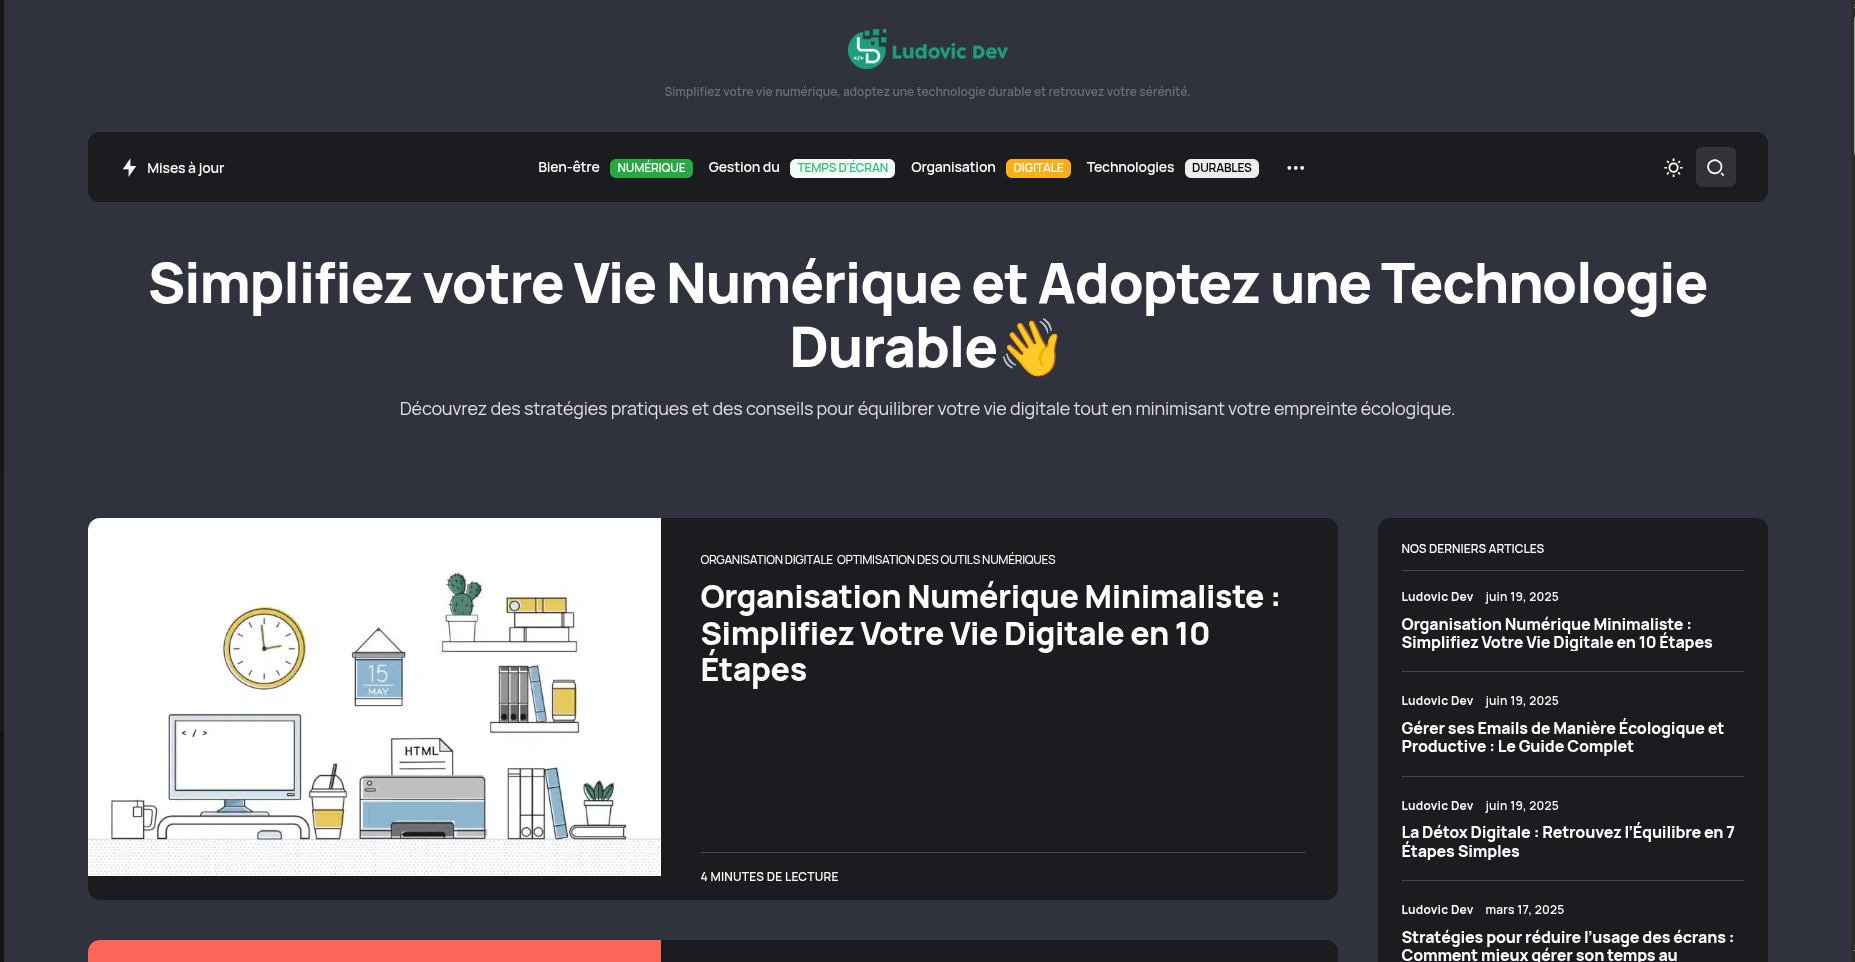 Ludovic Dev
Simplifiez votre vie numérique, adoptez une technologie durable et retrouvez votre sérénité.
Mises à jour
Bien-être NUMÉRIQUE Gestion du TEMPS D'ÉCRAN Organisation DIGITALE Technologies DURABLES
Simplifiez votre Vie Numérique et Adoptez une Technologie
Durable👋
Découvrez des stratégies pratiques et des conseils pour équilibrer votre vie digitale tout en minimisant votre empreinte écologique.
15
MAY
< / >
HTML
ORGANISATION DIGITALE OPTIMISATION DES OUTILS NUMÉRIQUES
Organisation Numérique Minimaliste :
Simplifiez Votre Vie Digitale en 10
Étapes
4 MINUTES DE LECTURE
NOS DERNIERS ARTICLES
Ludovic Dev juin 19, 2025
Organisation Numérique Minimaliste :
Simplifiez Votre Vie Digitale en 10 Étapes
Ludovic Dev juin 19, 2025
Gérer ses Emails de Manière Écologique et
Productive : Le Guide Complet
Ludovic Dev juin 19, 2025
La Détox Digitale : Retrouvez l’Équilibre en 7
Étapes Simples
Ludovic Dev mars 17, 2025
Stratégies pour réduire l’usage des écrans :
Comment mieux gérer son temps au